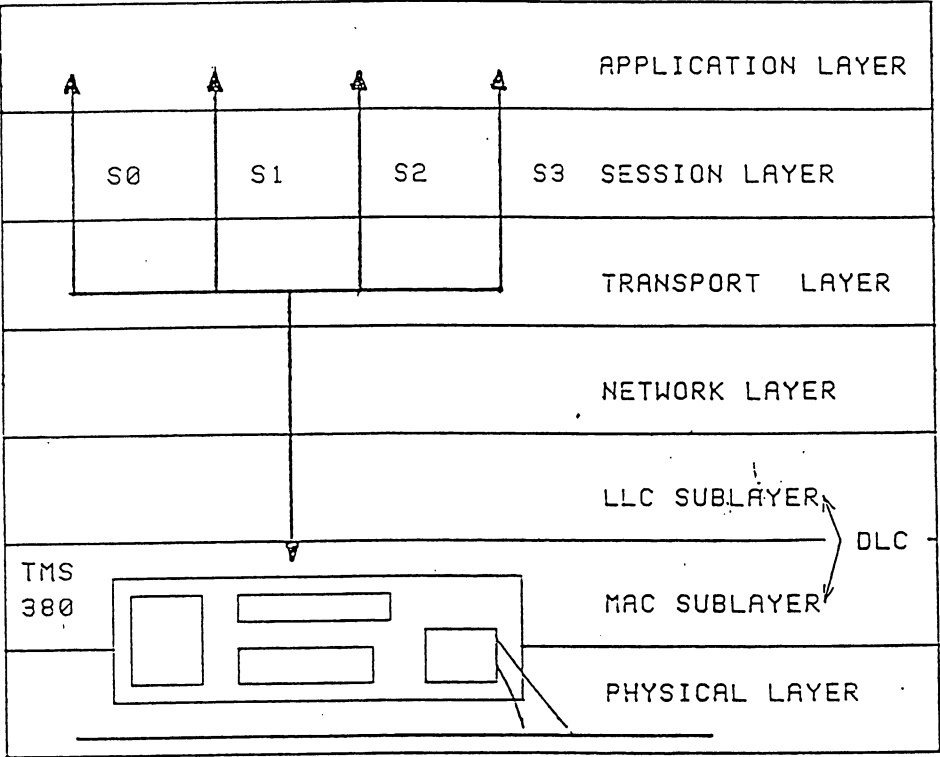 APPLICATION LAYER
S0 S1 S2 S3 SESSION LAYER
TRANSPORT LAYER
NETWORK LAYER
LLC SUBLAYER
DLC
TMS
380
MAC SUBLAYER
PHYSICAL LAYER